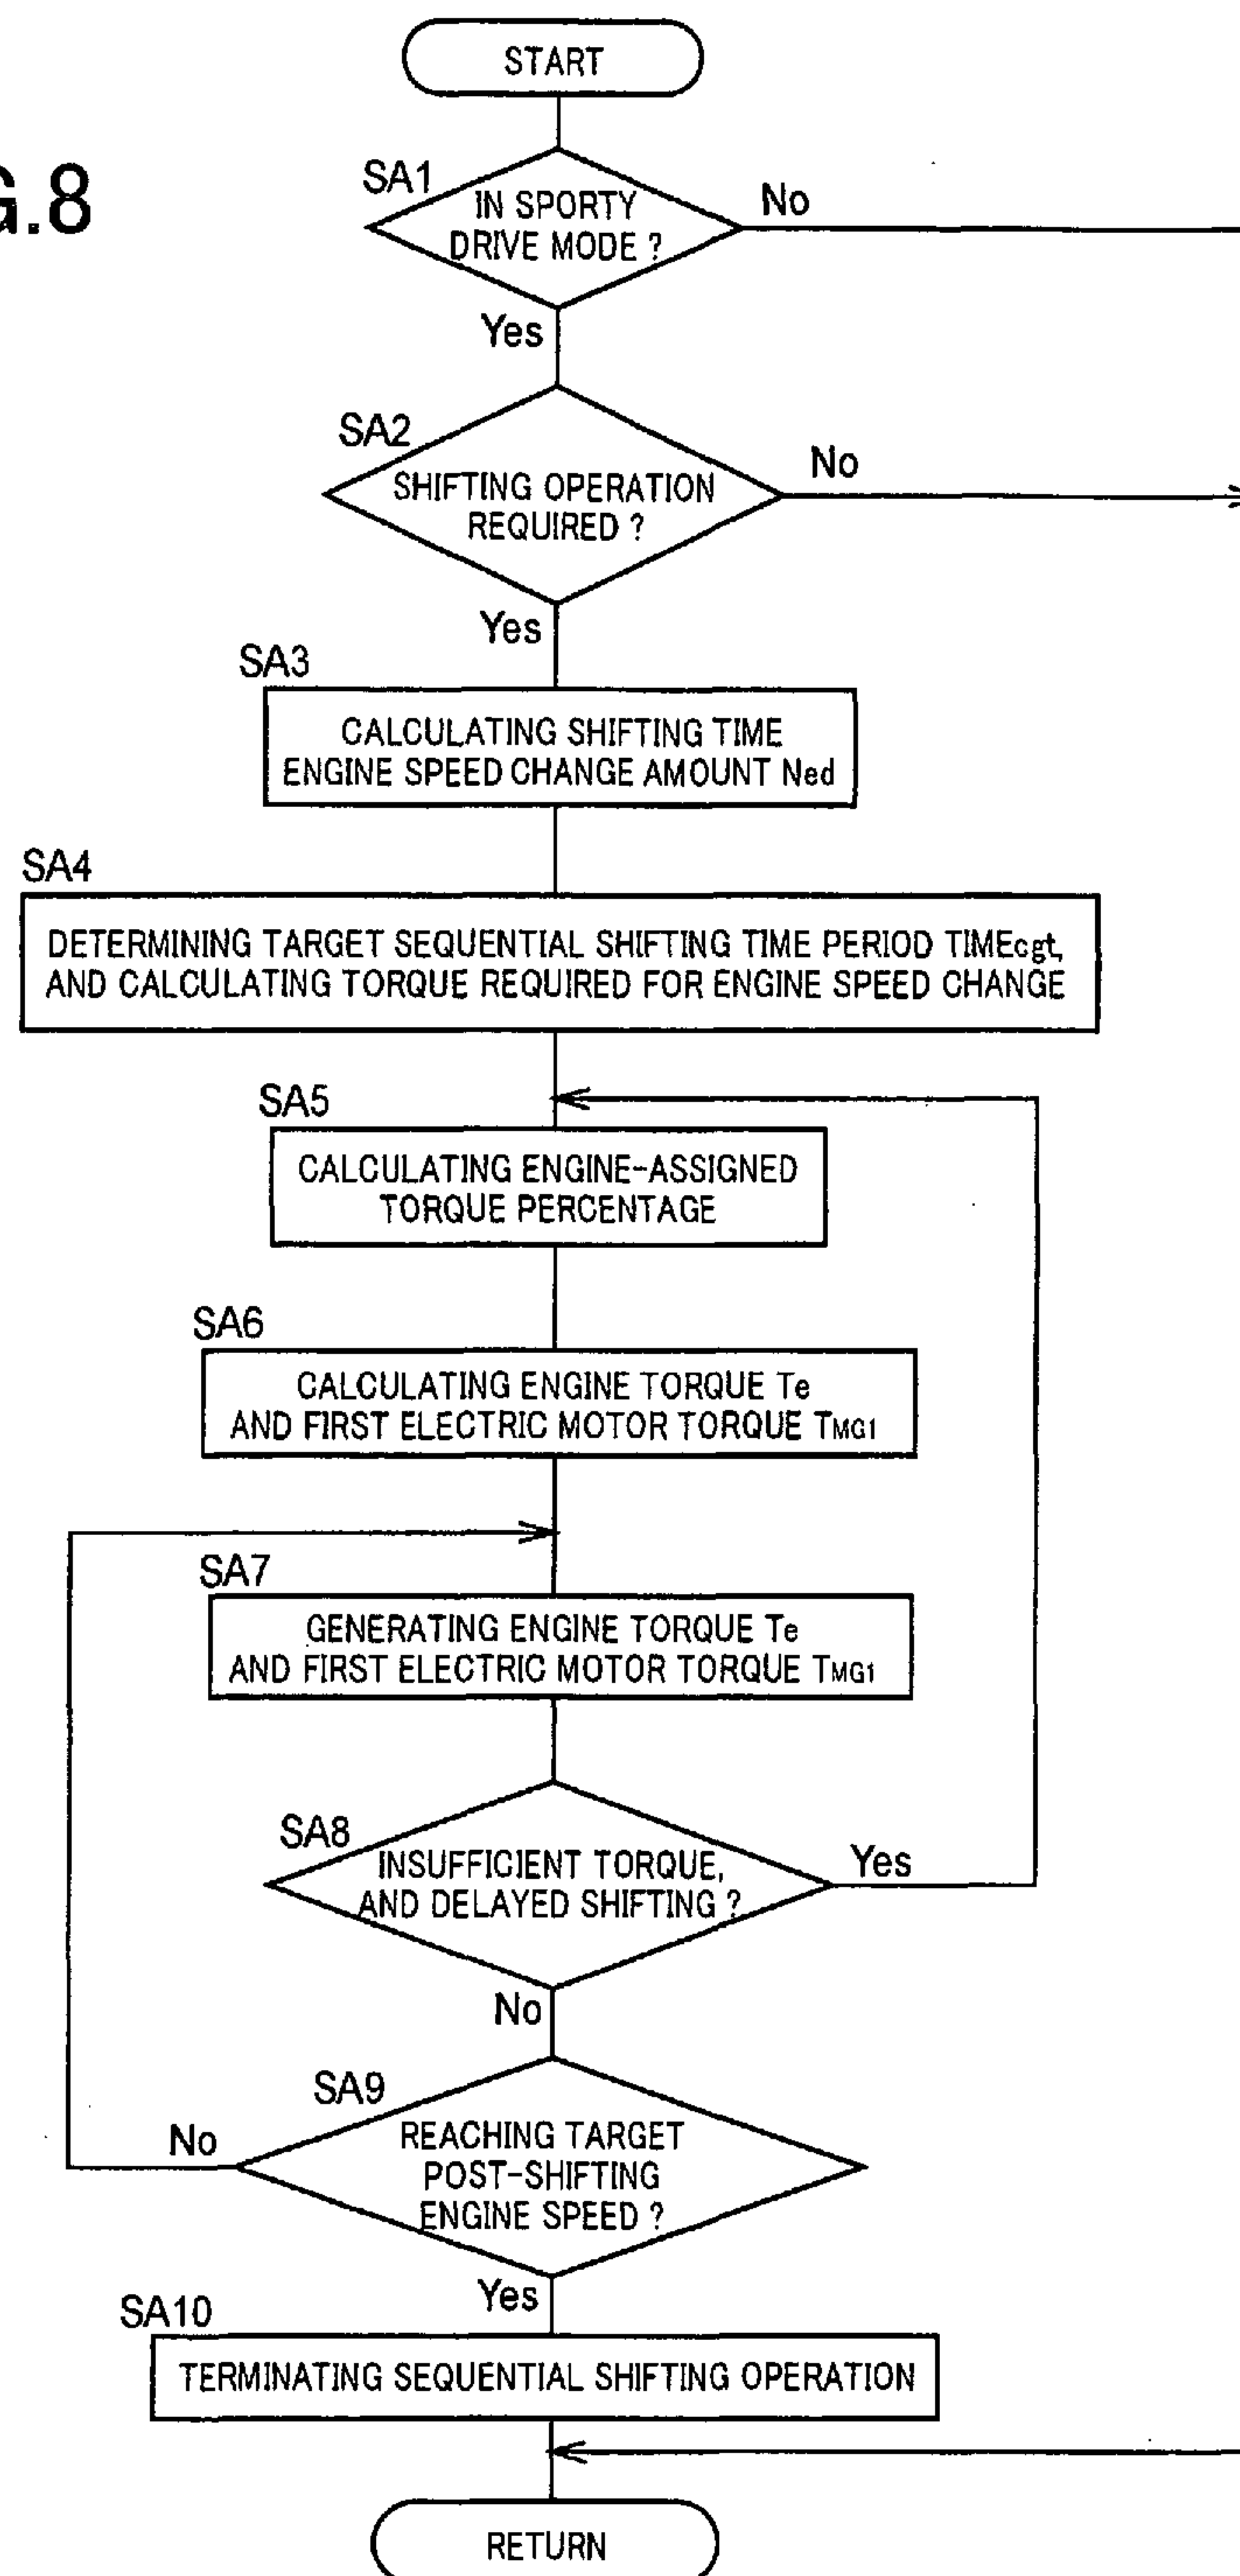 G.8
START
SA1
IN SPORTY
DRIVE MODE ?
No
Yes
SA2
SHIFTING OPERATION
REQUIRED ?
No
Yes
SA3
CALCULATING SHIFTING TIME
ENGINE SPEED CHANGE AMOUNT Ned
SA4
DETERMINING TARGET SEQUENTIAL SHIFTING TIME PERIOD TIMEcgt,
AND CALCULATING TORQUE REQUIRED FOR ENGINE SPEED CHANGE
SA5
CALCULATING ENGINE-ASSIGNED
TORQUE PERCENTAGE
SA6
CALCULATING ENGINE TORQUE Te
AND FIRST ELECTRIC MOTOR TORQUE TMG1
SA7
GENERATING ENGINE TORQUE Te
AND FIRST ELECTRIC MOTOR TORQUE TMG1
SA8
INSUFFICIENT TORQUE,
AND DELAYED SHIFTING ?
Yes
No
SA9
REACHING TARGET
POST-SHIFTING
ENGINE SPEED ?
No
Yes
SA10
TERMINATING SEQUENTIAL SHIFTING OPERATION
RETURN